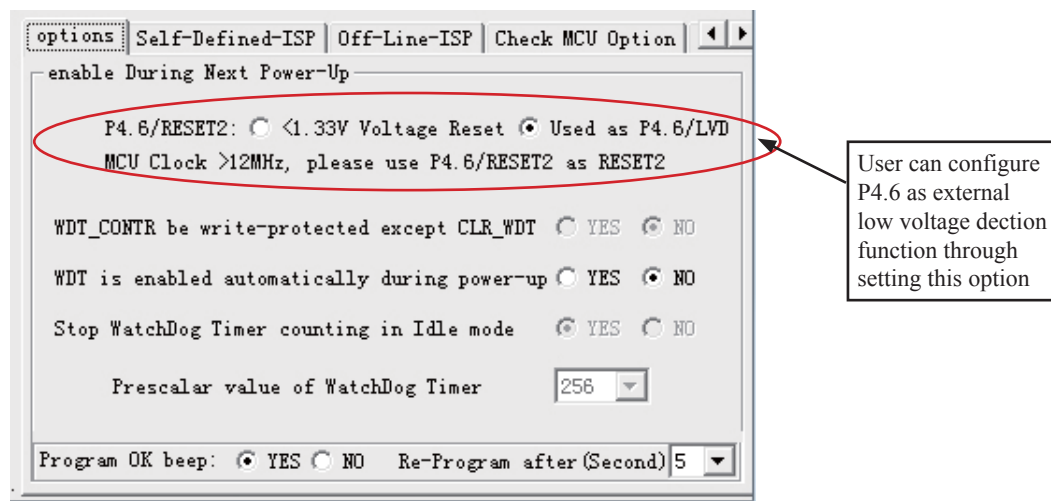 options Self-Defined-ISP Off-Line-ISP Check MCU Option
enable During Next Power-Up
P4.6/RESET2: <1.33V Voltage Reset Used as P4.6/LVD
MCU Clock >12MHz, please use P4.6/RESET2 as RESET2
WDT_CONTR be write-protected except CLR_WDT YES NO
WDT is enabled automatically during power-up YES NO
Stop WatchDog Timer counting in Idle mode YES NO
Prescalar value of WatchDog Timer 256
Program OK beep: YES NO Re-Program after(Second) 5
User can configure
P4.6 as external
low voltage dection
function through
setting this option